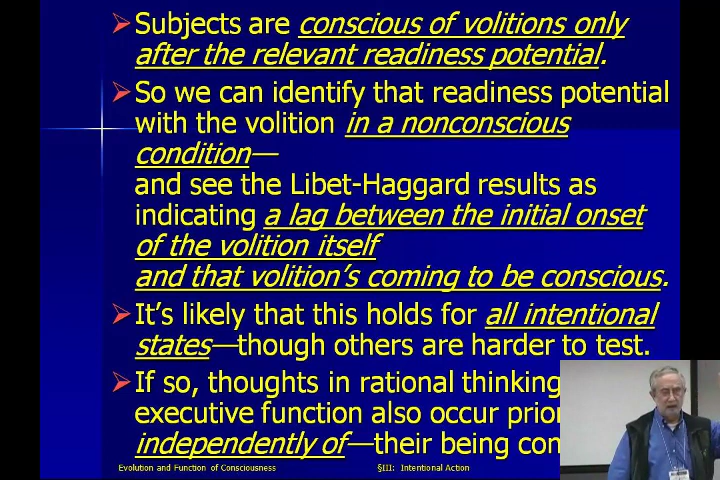 Subjects are conscious of volitions only
after the relevant readiness potential.
So we can identify that readiness potential
with the volition in a nonconscious
condition—
and see the Libet-Haggard results as
indicating a lag between the initial onset
of the volition itself
and that volition's coming to be conscious.
It's likely that this holds for all intentional
states—though others are harder to test.
If so, thoughts in rational thinking
executive function also occur prior
independently of—their being con
Evolution and Function of Consciousness §III: Intentional Action